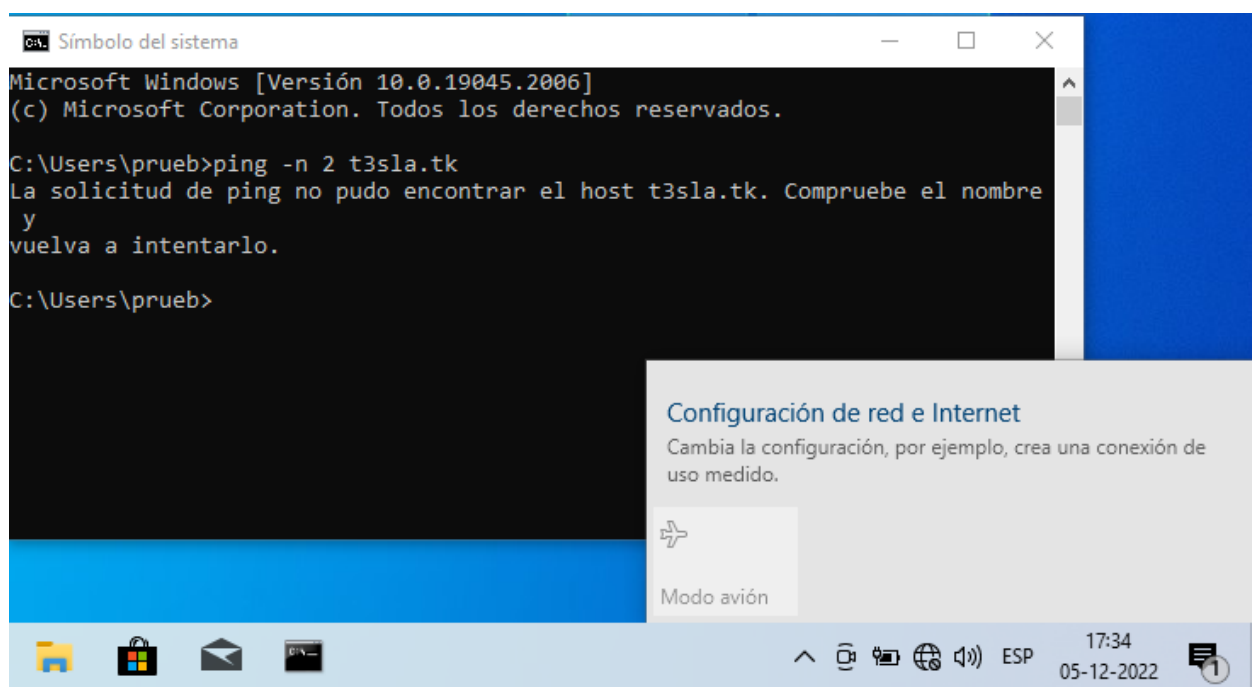 Símbolo del sistema
Microsoft Windows [Versión 10.0.19045.2006]
(c) Microsoft Corporation. Todos los derechos reservados.
C:\Users\prueb>ping -n 2 t3sla.tk
La solicitud de ping no pudo encontrar el host t3sla.tk. Compruebe el nombre
y
vuelva a intentarlo.
C:\Users\prueb>
Configuración de red e Internet
Cambia la configuración, por ejemplo, crea una conexión de
uso medido.
Modo avión
ESP
17:34
05-12-2022
1